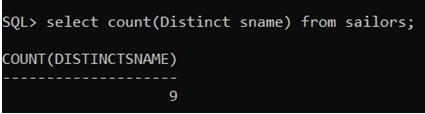 SQL> select count(Distinct sname) from sailors;
COUNT(DISTINCTSNAME)
--------------------
9